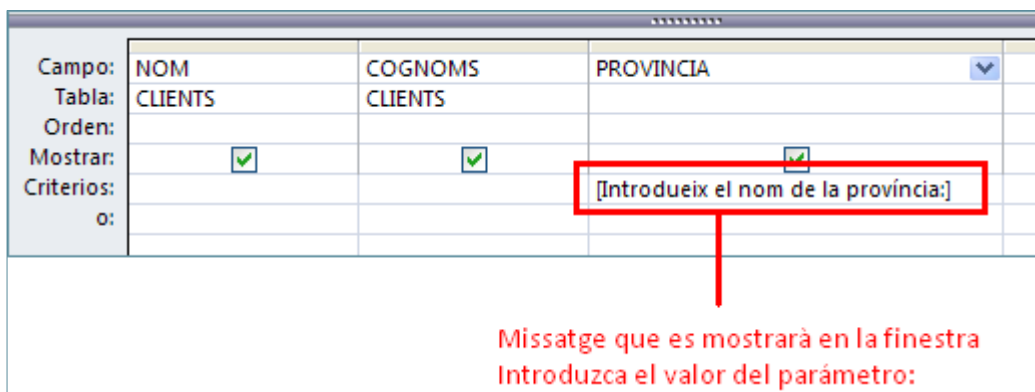 Campo: NOM COGNOMS PROVINCIA
Tabla: CLIENTS CLIENTS
Orden:
Mostrar:
Criterios: [Introdueix el nom de la província:]
o:
Missatge que es mostrarà en la finestra
Introduzca el valor del parámetro: